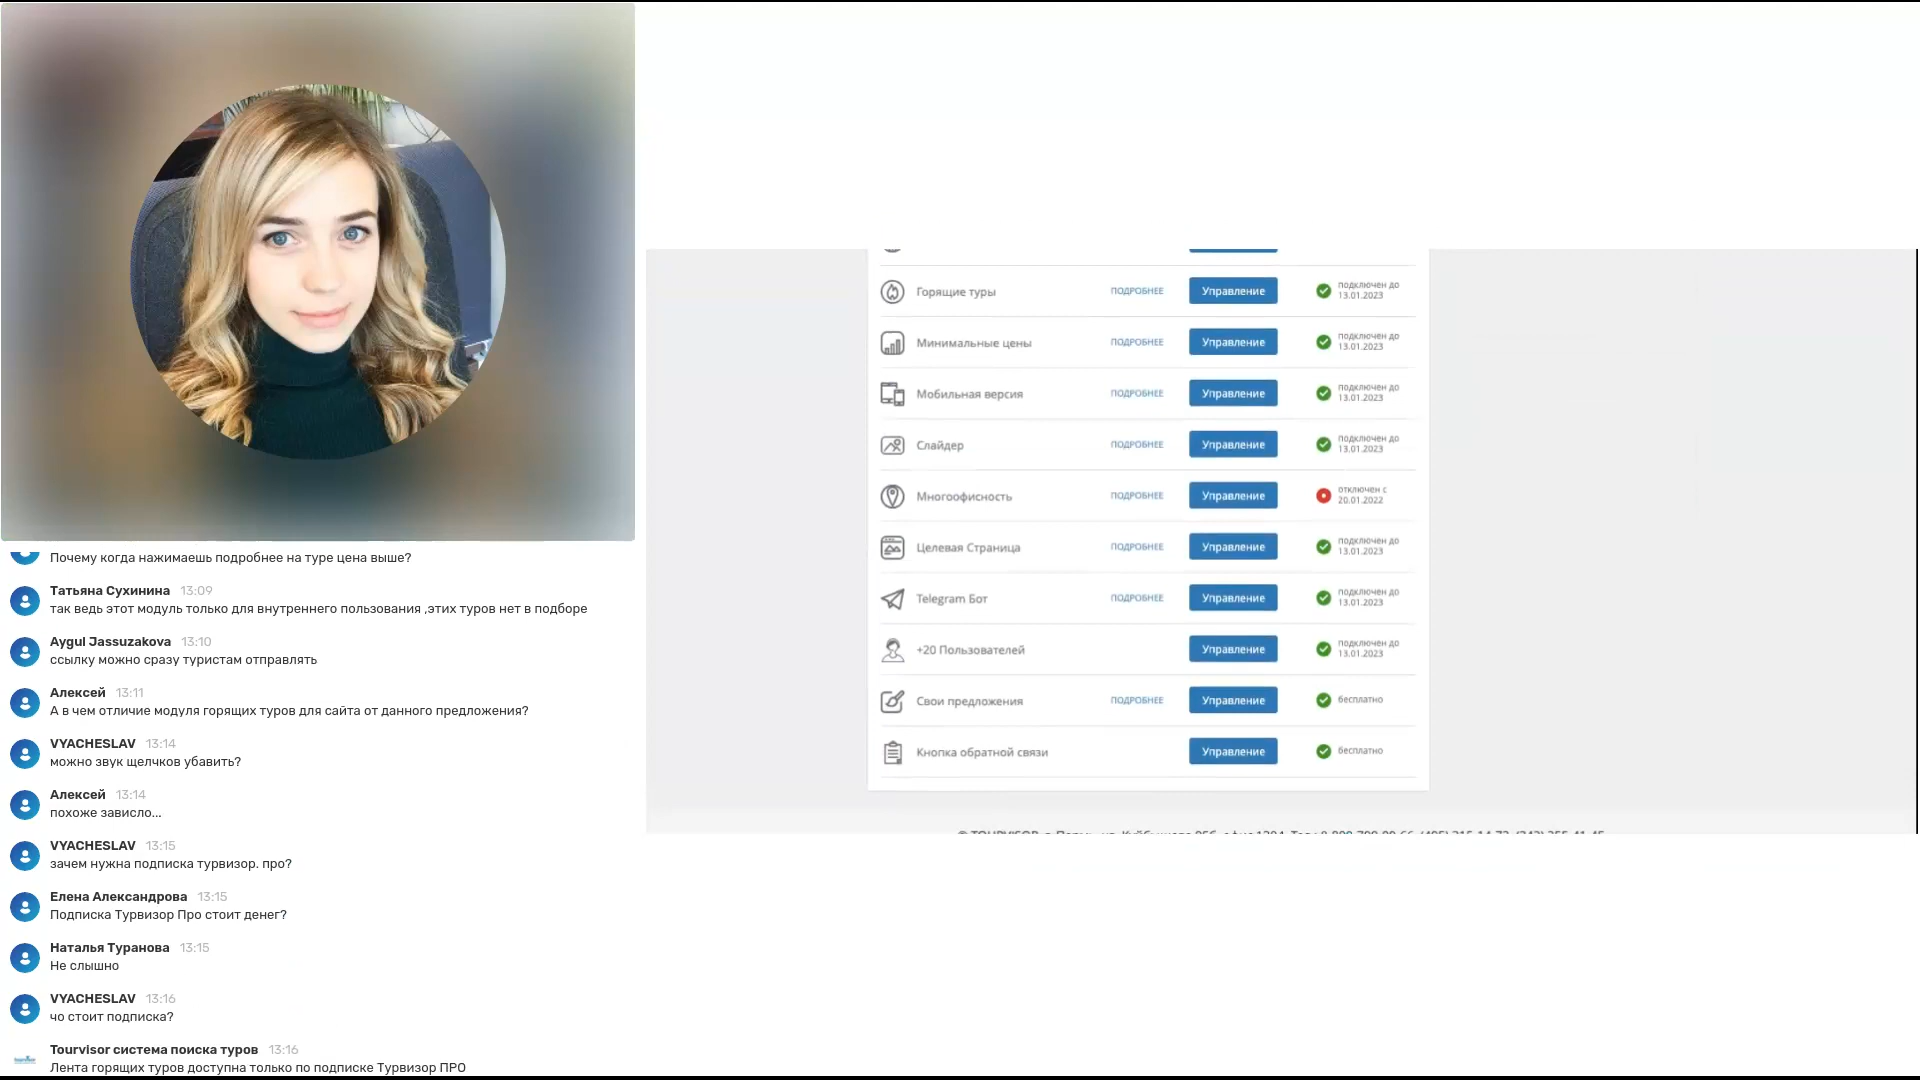 Почему когда нажимаешь подробнее на туре цена выше?
Татьяна Сухинина 13:09
так ведь этот модуль только для внутреннего пользования ,этих туров нет в подборе
Aygul Jassuzakova 13:10
ссылку можно сразу туристам отправлять
Алексей 13:11
А в чем отличие модуля горящих туров для сайта от данного предложения?
VYACHESLAV 13:14
можно звук щелчков убавить?
Алексей 13:14
похоже зависло...
VYACHESLAV 13:15
зачем нужна подписка турвизор. про?
Елена Александрова 13:15
Подписка Турвизор Про стоит денег?
Наталья Туранова 13:15
Не слышно
VYACHESLAV 13:16
чо стоит подписка?
Tourvisor система поиска туров 13:16
Лента горящих туров доступна только по подписке Турвизор ПРО
Горящие туры ПОДРОБНЕЕ Управление подключен до
13.01.2023
Минимальные цены ПОДРОБНЕЕ Управление подключен до
13.01.2023
Мобильная версия ПОДРОБНЕЕ Управление подключен до
13.01.2023
Слайдер ПОДРОБНЕЕ Управление подключен до
13.01.2023
Многоофисность ПОДРОБНЕЕ Управление отключен с
20.01.2022
Целевая Страница ПОДРОБНЕЕ Управление подключен до
13.01.2023
Telegram Бот ПОДРОБНЕЕ Управление подключен до
13.01.2023
+20 Пользователей Управление подключен до
13.01.2023
Свои предложения ПОДРОБНЕЕ Управление бесплатно
Кнопка обратной связи Управление бесплатно
© TOURVISOR